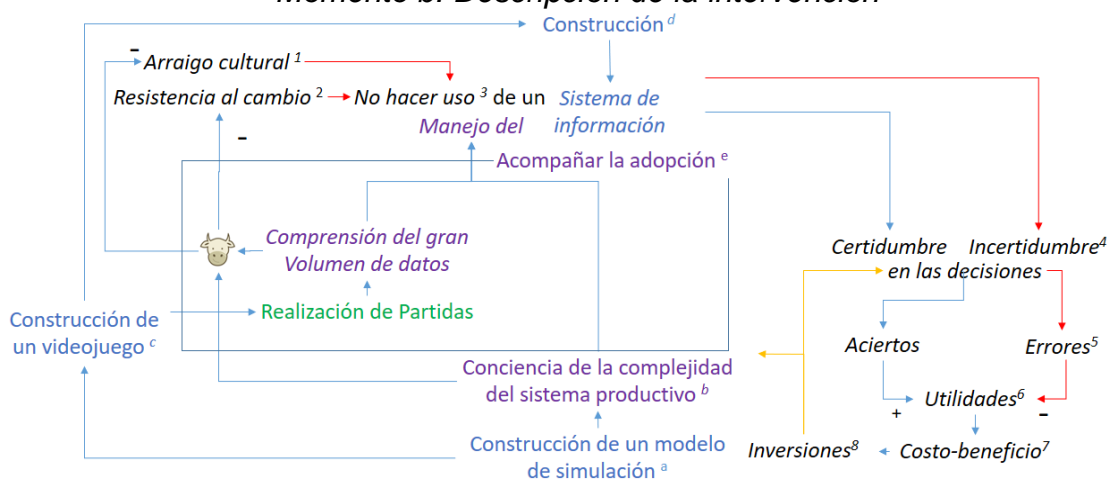 Momento b. Descripción de la intervención
Construcción d
– Arraigo cultural 1
Resistencia al cambio 2 No hacer uso 3 de un Sistema de
Manejo del información
–
Acompañar la adopción e
Comprensión del gran
Volumen de datos
Certidumbre Incertidumbre4
en las decisiones
Realización de Partidas
Construcción de
un videojuego c
Aciertos Errores5
Conciencia de la complejidad
del sistema productivo b
Utilidades6
+ –
Construcción de un modelo
de simulación a
Inversiones8 Costo-beneficio7